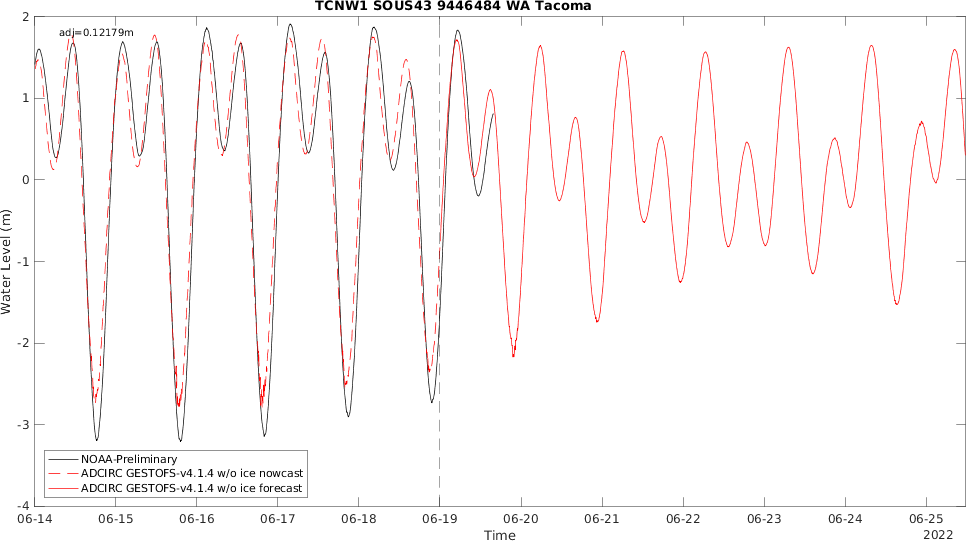 TCNW1 SOUS43 9446484 WA Tacoma
adj=0.12179m
Water Level (m)
2
1
0
-1
-2
-3
-4
NOAA-Preliminary
ADCIRC GESTOFS-v4.1.4 w/o ice nowcast
ADCIRC GESTOFS-v4.1.4 w/o ice forecast
06-14 06-15 06-16 06-17 06-18 06-19 06-20 06-21 06-22 06-23 06-24 06-25
Time
2022